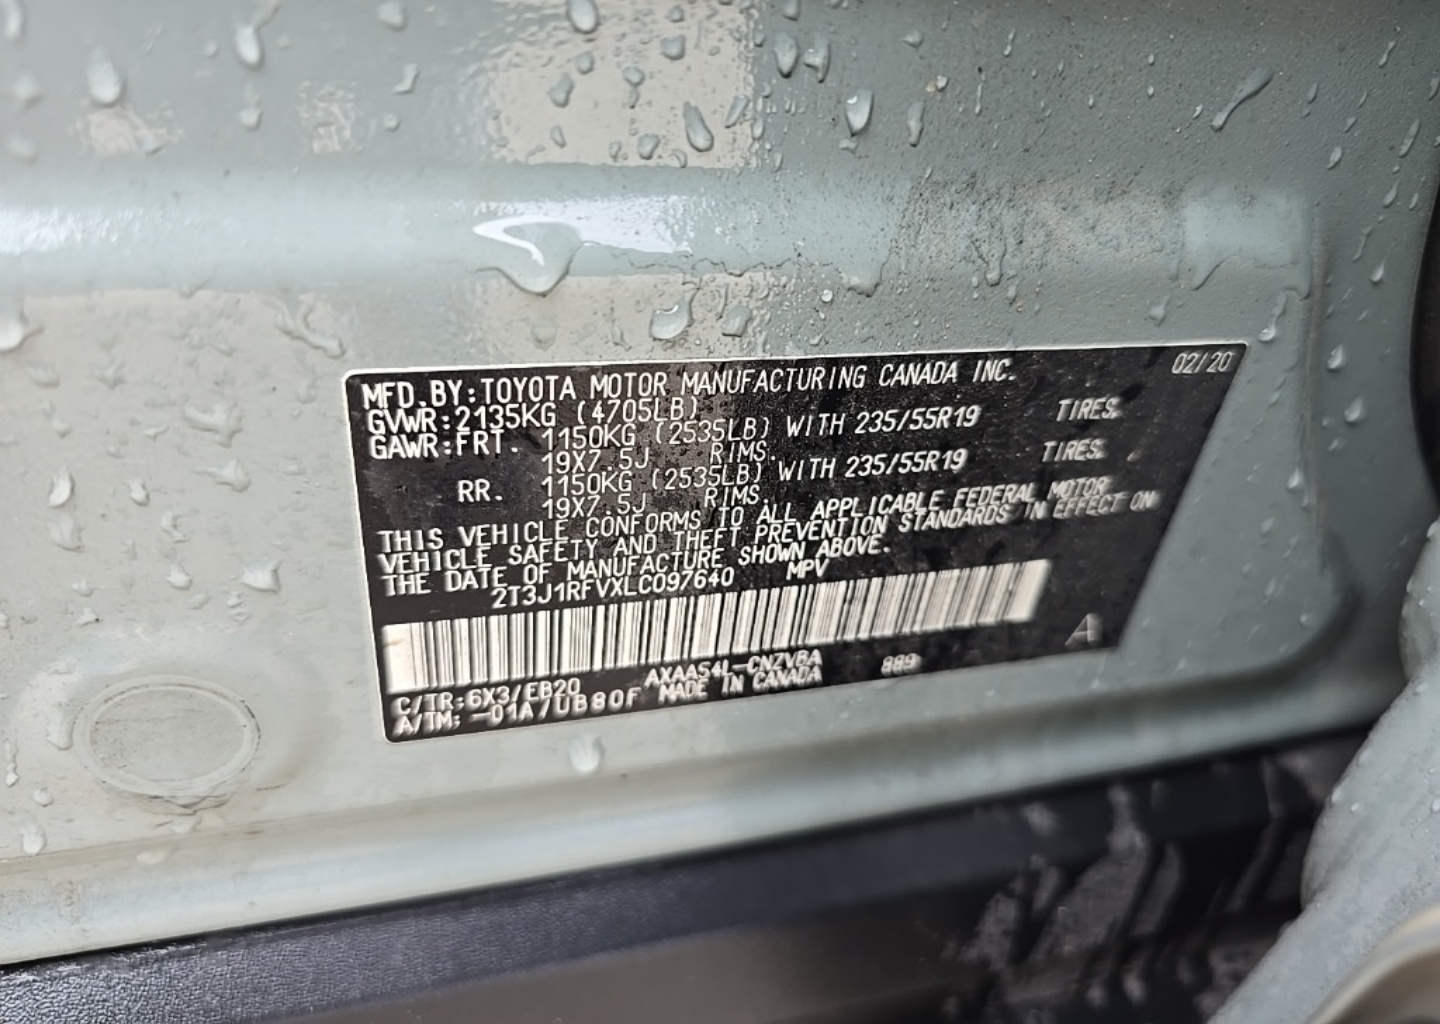 MFD.BY:TOYOTA MOTOR MANUFACTURING CANADA INC. 02/20
GVWR:2135KG (4705LB)
GAWR:FRT. 1150KG (2535LB) WITH 235/55R19 TIRES.
19X7.5J RIMS.
RR. 1150KG (2535LB) WITH 235/55R19 TIRES.
19X7.5J RIMS.
THIS VEHICLE CONFORMS TO ALL APPLICABLE FEDERAL MOTOR
VEHICLE SAFETY AND THEFT PREVENTION STANDARDS IN EFFECT ON
THE DATE OF MANUFACTURE SHOWN ABOVE.
2T3J1RFVXLC097640 MPV
A
C/TR:6X3/EB20 AXAA54L-CNZVBA 889
A/TM:-01A/UB80F MADE IN CANADA